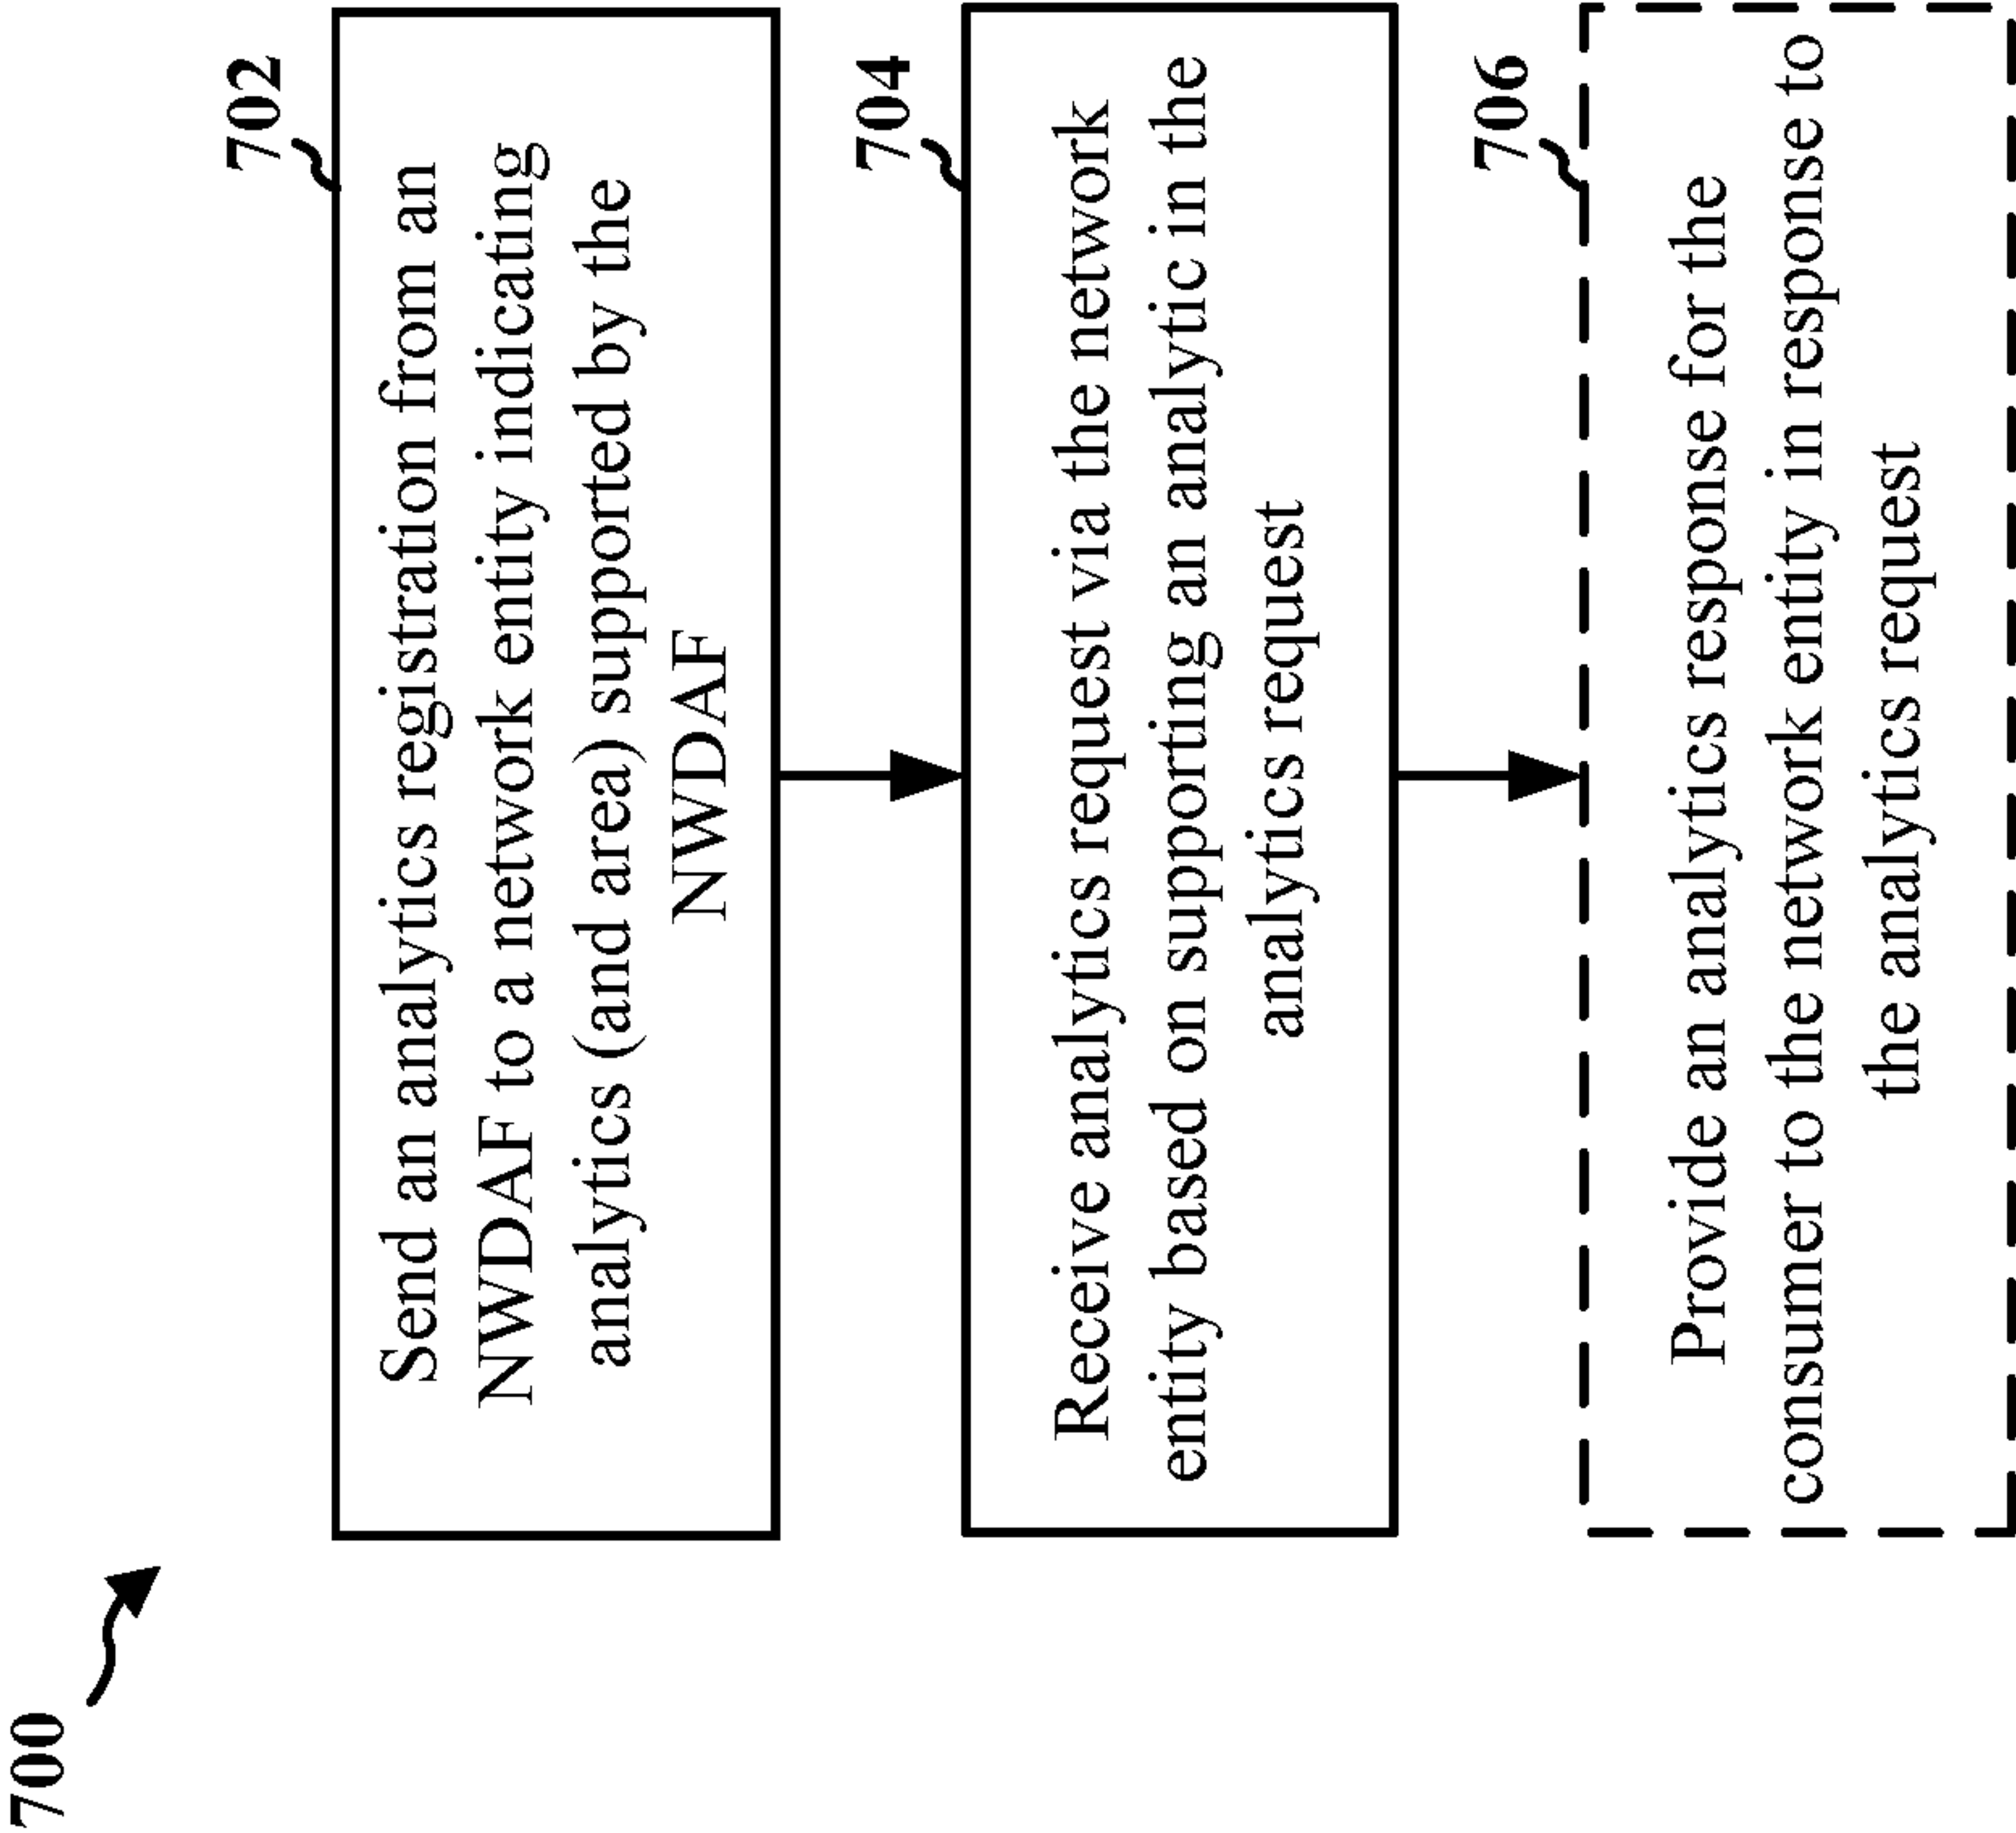 700
702
Send an analytics registration from an
NWDAF to a network entity indicating
analytics (and area) supported by the
NWDAF
704
Receive analytics request via the network
entity based on supporting an analytic in the
analytics request
706
Provide an analytics response for the
consumer to the network entity in response to
the analytics request